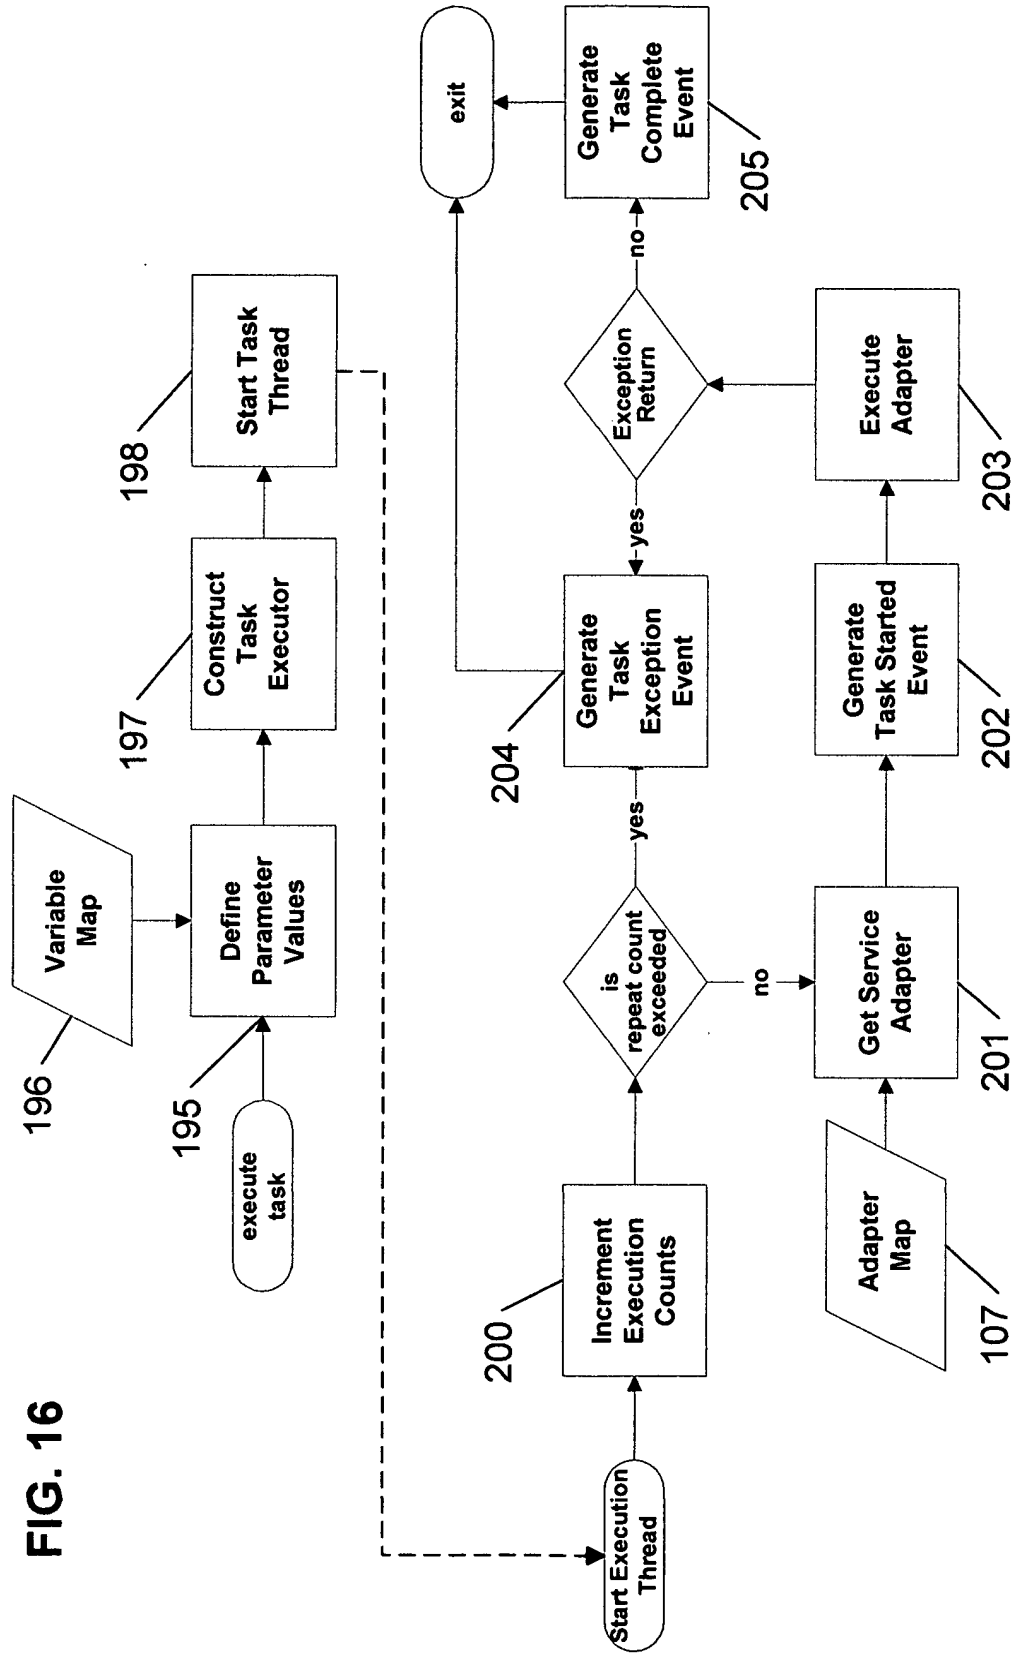 FIG. 16
196
Variable
Map
195
execute
task
Define
Parameter
Values
197
Construct
Task
Executor
198
Start Task
Thread
Start Execution
Thread
200
Increment
Execution
Counts
is
repeat count
exceeded
yes
no
204
Generate
Task
Exception
Event
yes
Exception
Return
no
Generate
Task
Complete
Event
205
exit
Adapter
Map
107
Get Service
Adapter
201
Generate
Task Started
Event
202
Execute
Adapter
203